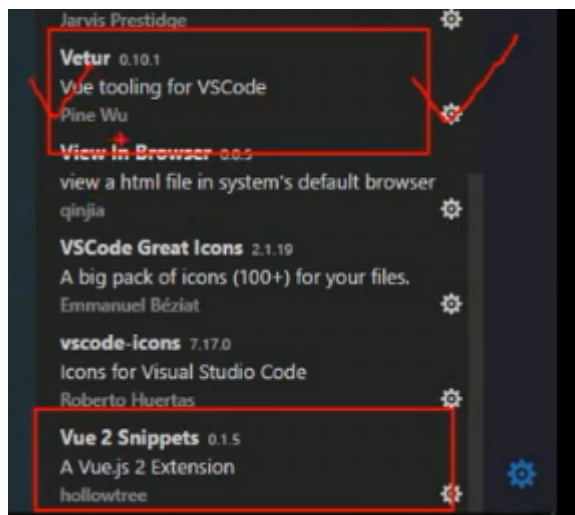 Jarvis Prestidge
Vetur 0.10.1
Vue tooling for VSCode
Pine Wu
View In Browser 0.0.5
view a html file in system's default browser
qinjia
VSCode Great Icons 2.1.19
A big pack of icons (100+) for your files.
Emmanuel Béziat
vscode-icons 7.17.0
Icons for Visual Studio Code
Roberto Huertas
Vue 2 Snippets 0.1.5
A Vue.js 2 Extension
hollowtree